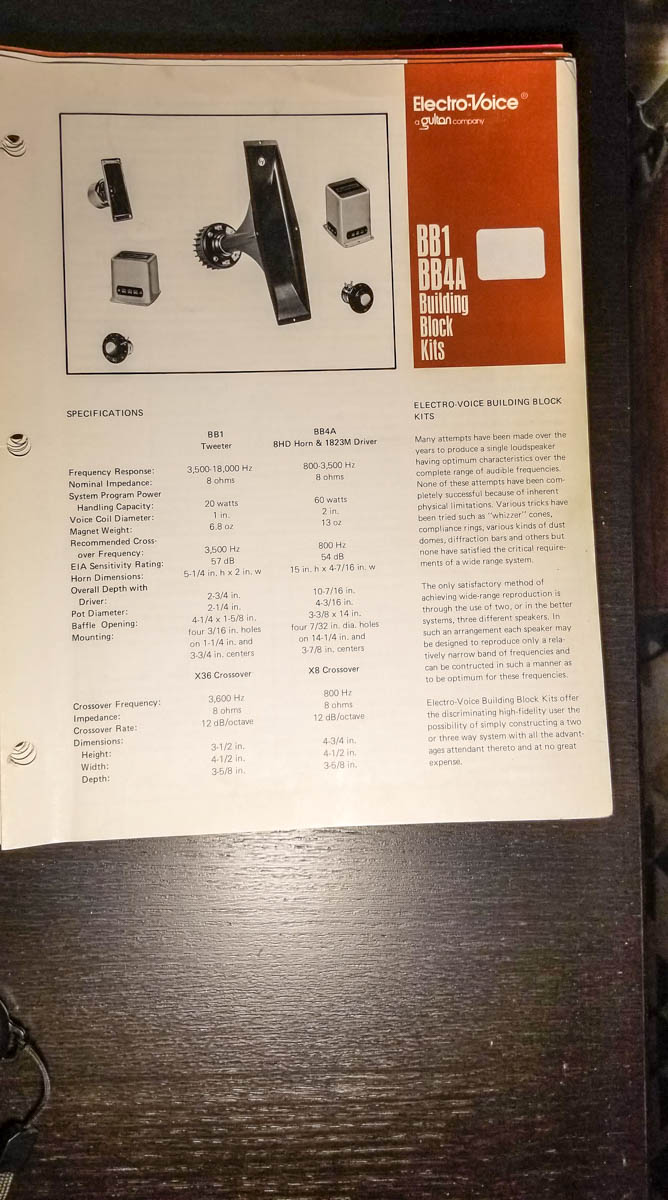 Electro-Voice®
a gulton company
BB1
BB4A
Building
Block
Kits
SPECIFICATIONS
BB1 BB4A
Tweeter 8HD Horn & 1823M Driver
Frequency Response: 3,500-18,000 Hz 800-3,500 Hz
Nominal Impedance: 8 ohms 8 ohms
System Program Power
Handling Capacity: 20 watts 60 watts
Voice Coil Diameter: 1 in. 2 in.
Magnet Weight: 6.8 oz 13 oz
Recommended Cross-
over Frequency: 3,500 Hz 800 Hz
EIA Sensitivity Rating: 57 dB 54 dB
Horn Dimensions: 5-1/4 in. h x 2 in. w 15 in. h x 4-7/16 in. w
Overall Depth with
Driver: 2-3/4 in. 10-7/16 in.
Pot Diameter: 2-1/4 in. 4-3/16 in.
Baffle Opening: 4-1/4 x 1-5/8 in. 3-3/8 x 14 in.
Mounting: four 3/16 in. holes four 7/32 in. dia. holes
on 1-1/4 in. and on 14-1/4 in. and
3-3/4 in. centers 3-7/8 in. centers
X36 Crossover X8 Crossover
Crossover Frequency: 3,600 Hz 800 Hz
Impedance: 8 ohms 8 ohms
Crossover Rate: 12 dB/octave 12 dB/octave
Dimensions:
Height: 3-1/2 in. 4-3/4 in.
Width: 4-1/2 in. 4-1/2 in.
Depth: 3-5/8 in. 3-5/8 in.
ELECTRO-VOICE BUILDING BLOCK
KITS
Many attempts have been made over the
years to produce a single loudspeaker
having optimum characteristics over the
complete range of audible frequencies.
None of these attempts have been com-
pletely successful because of inherent
physical limitations. Various tricks have
been tried such as "whizzer" cones,
compliance rings, various kinds of dust
domes, diffraction bars and others but
none have satisfied the critical require-
ments of a wide range system.
The only satisfactory method of
achieving wide-range reproduction is
through the use of two, or in the better
systems, three different speakers. In
such an arrangement each speaker may
be designed to reproduce only a rela-
tively narrow band of frequencies and
can be contructed in such a manner as
to be optimum for these frequencies.
Electro-Voice Building Block Kits offer
the discriminating high-fidelity user the
possibility of simply constructing a two
or three way system with all the advant-
ages attendant thereto and at no great
expense.